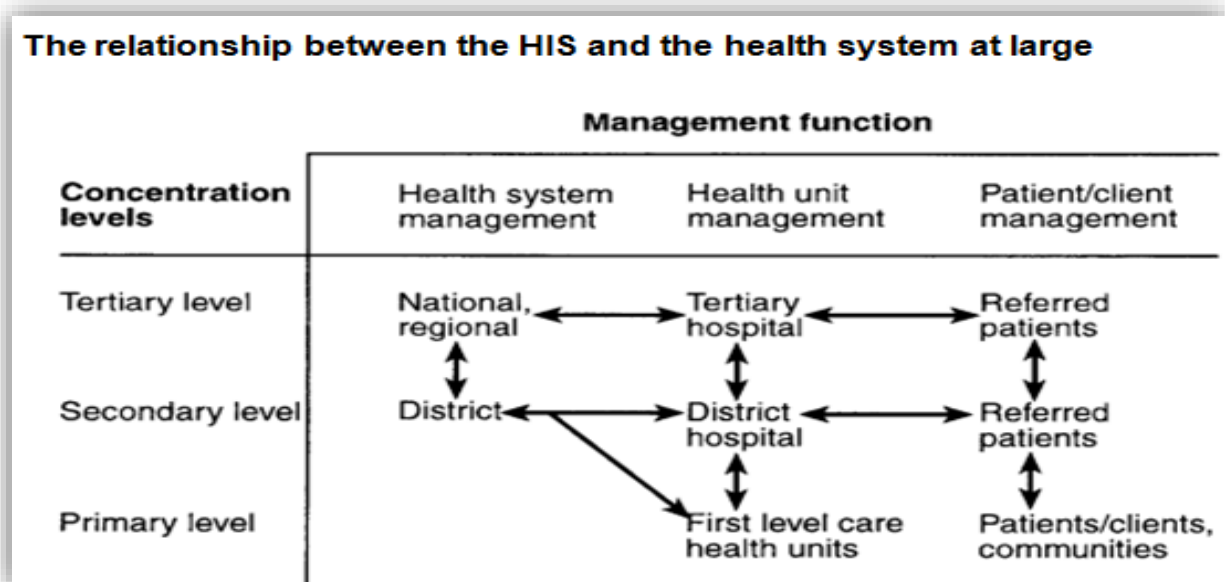 The relationship between the HIS and the health system at large
Management function
Concentration levels
Health system management
Health unit management
Patient/client management
Tertiary level
National, regional
Tertiary hospital
Referred patients
Secondary level
District
District hospital
Referred patients
Primary level
First level care health units
Patients/clients, communities